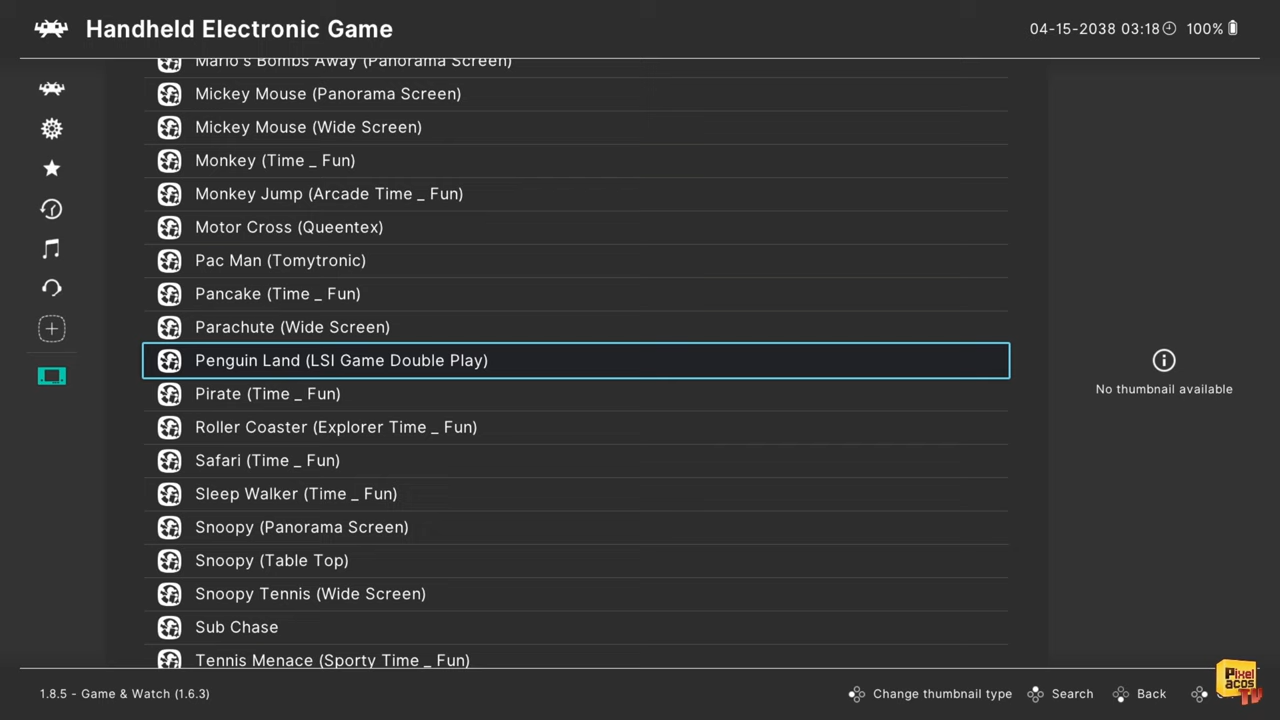 Handheld Electronic Game
04-15-2038 03:18 100%
Mario's Bombs Away (Panorama Screen)
Mickey Mouse (Panorama Screen)
Mickey Mouse (Wide Screen)
Monkey (Time _ Fun)
Monkey Jump (Arcade Time _ Fun)
Motor Cross (Queentex)
Pac Man (Tomytronic)
Pancake (Time _ Fun)
Parachute (Wide Screen)
Penguin Land (LSI Game Double Play)
Pirate (Time _ Fun)
Roller Coaster (Explorer Time _ Fun)
Safari (Time _ Fun)
Sleep Walker (Time _ Fun)
Snoopy (Panorama Screen)
Snoopy (Table Top)
Snoopy Tennis (Wide Screen)
Sub Chase
Tennis Menace (Sporty Time _ Fun)
No thumbnail available
1.8.5 - Game & Watch (1.6.3)
Change thumbnail type Search Back
Pixel
acos
TV